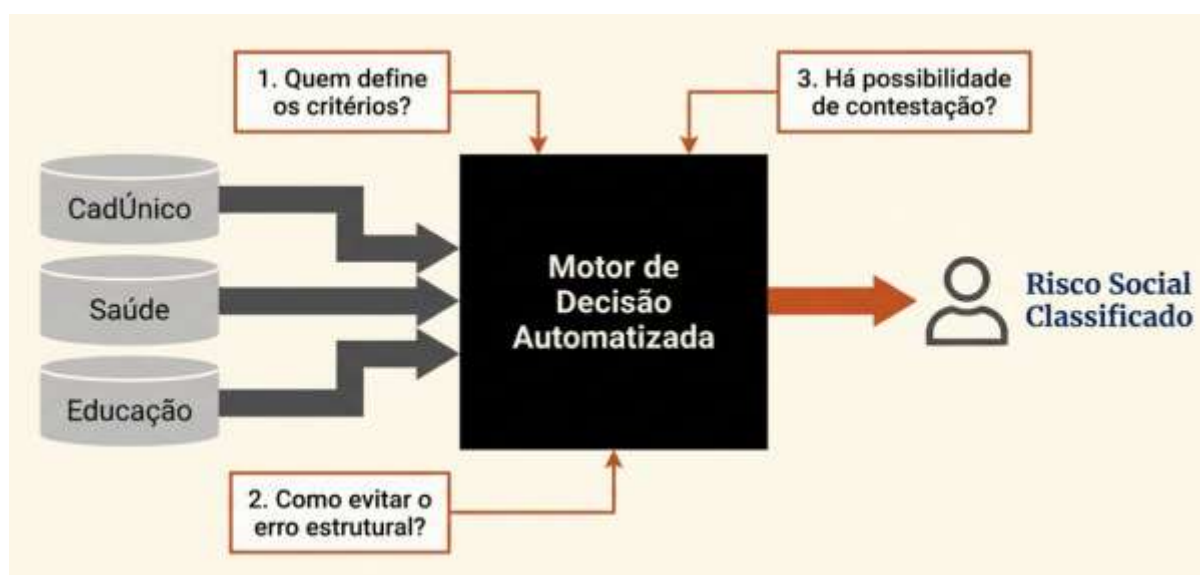 1. Quem define
os critérios?
3. Há possibilidade
de contestação?
CadÚnico
Saúde
Educação
Motor de
Decisão
Automatizada
Risco Social
Classificado
2. Como evitar o
erro estrutural?